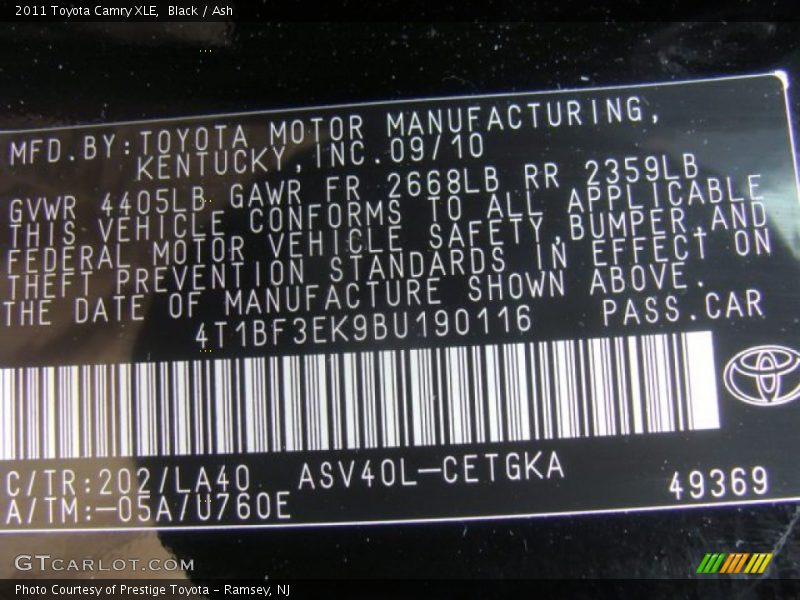 2011 Toyota Camry XLE, Black / Ash
MFD.BY:TOYOTA MOTOR MANUFACTURING,
KENTUCKY,INC.09/10
GVWR 4405LB GAWR FR 2668LB RR 2359LB
THIS VEHICLE CONFORMS TO ALL APPLICABLE
FEDERAL MOTOR VEHICLE SAFETY,BUMPER,AND
THEFT PREVENTION STANDARDS IN EFFECT ON
THE DATE OF MANUFACTURE SHOWN ABOVE.
4T1BF3EK9BU190116 PASS.CAR
C/TR:202/LA40 ASV40L-CETGKA
A/TM:-05A/U760E 49369
GTCARLOT.COM
Photo Courtesy of Prestige Toyota - Ramsey, NJ